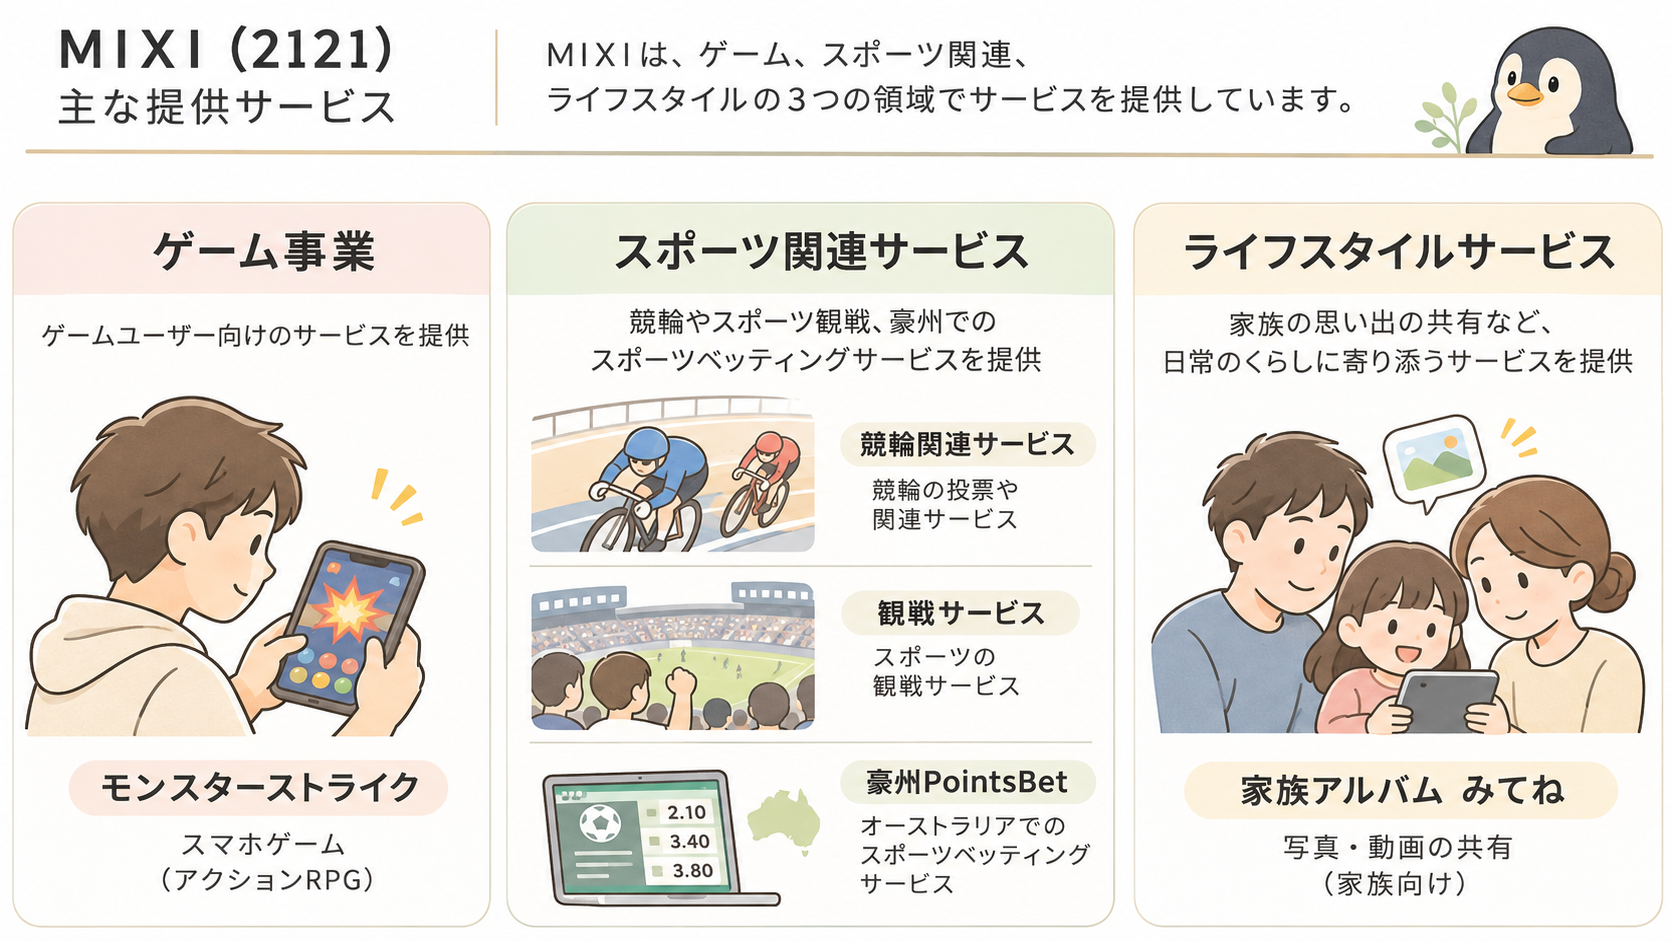 MIXI（2121）
主な提供サービス
MIXIは、ゲーム、スポーツ関連、
ライフスタイルの3つの領域でサービスを提供しています。
ゲーム事業
ゲームユーザー向けのサービスを提供
モンスターストライク
スマホゲーム
（アクションRPG）
スポーツ関連サービス
競輪やスポーツ観戦、豪州での
スポーツベッティングサービスを提供
競輪関連サービス
競輪の投票や
関連サービス
観戦サービス
スポーツの
観戦サービス
2.10
3.40
3.80
豪州PointsBet
オーストラリアでの
スポーツベッティング
サービス
ライフスタイルサービス
家族の思い出の共有など、
日常のくらしに寄り添うサービスを提供
家族アルバム みてね
写真・動画の共有
（家族向け）